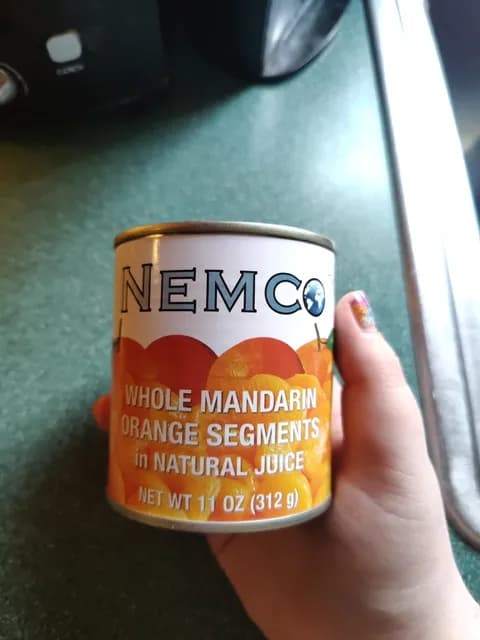 NEMCO
WHOLE MANDARIN
ORANGE SEGMENTS
in NATURAL JUICE
NET WT 11 OZ (312 g)